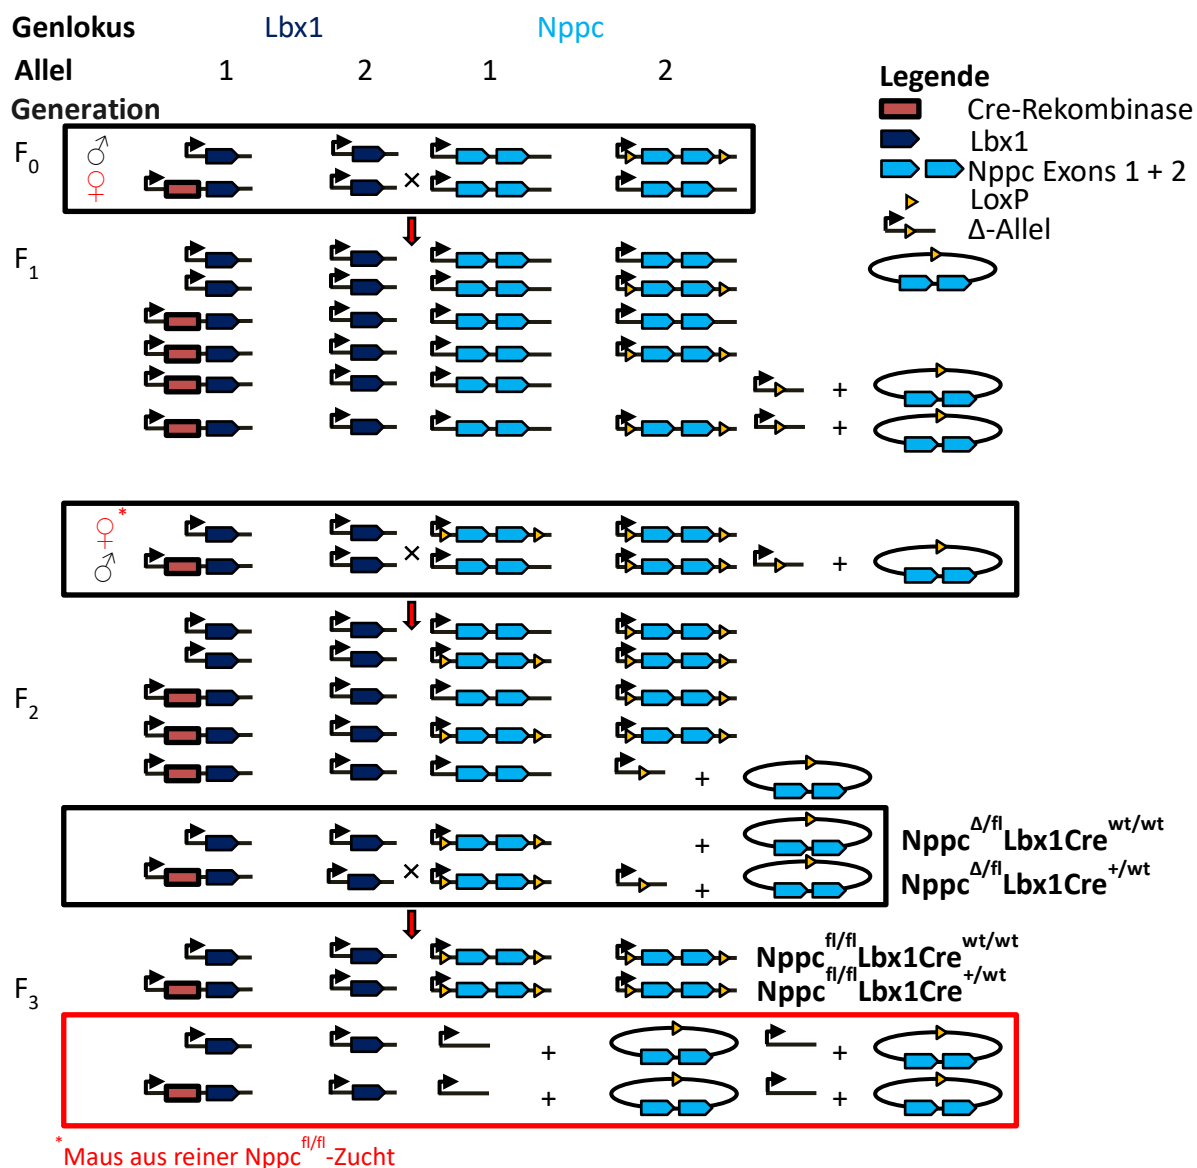 Genlokus Lbx1 Nppc
Allel 1 2 1 2
Generation
Legende
Cre-Rekombinase
Lbx1
Nppc Exons 1 + 2
LoxP
Δ-Allel
F0
♂
♀ ×
F1
+
+
♀*
♂ × +
F2
+
+
× +
Nppc^Δ/fl Lbx1Cre^wt/wt
Nppc^Δ/fl Lbx1Cre^+/wt
F3
Nppc^fl/fl Lbx1Cre^wt/wt
Nppc^fl/fl Lbx1Cre^+/wt
+ +
+ +
*Maus aus reiner Nppc^fl/fl-Zucht